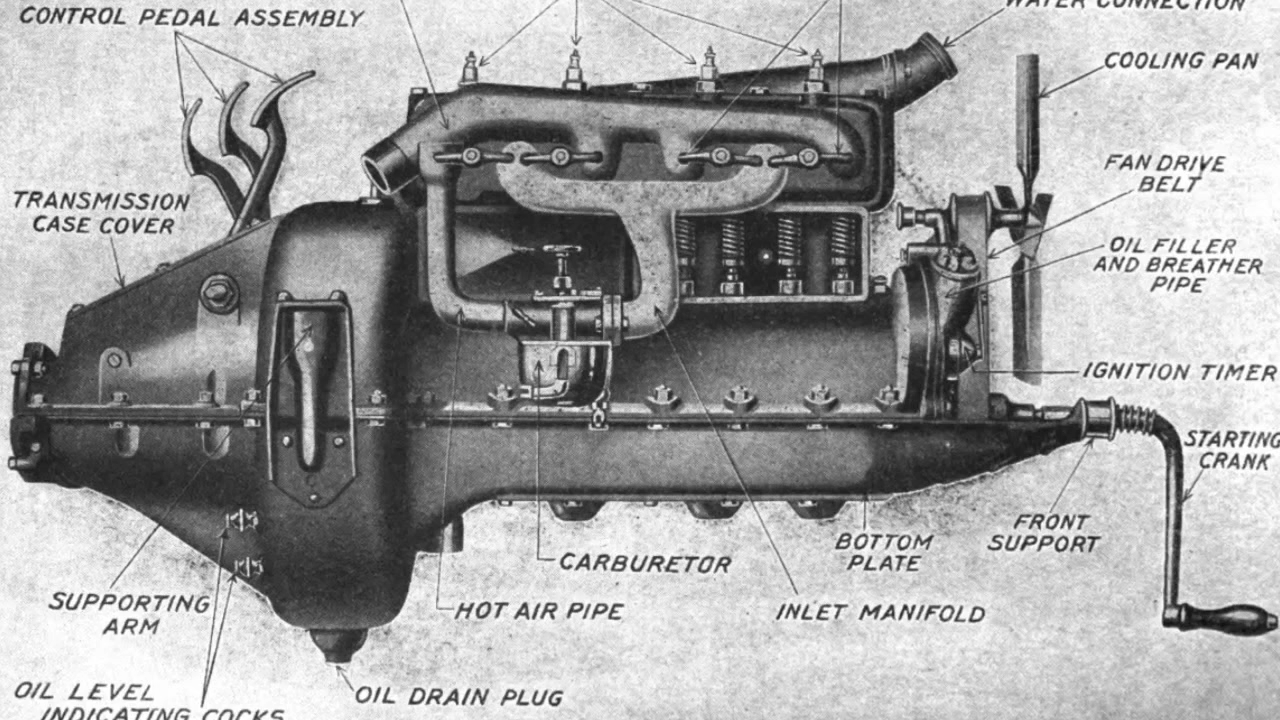 CONTROL PEDAL ASSEMBLY
WATER CONNECTION
COOLING PAN
FAN DRIVE
BELT
TRANSMISSION
CASE COVER
OIL FILLER
AND BREATHER
PIPE
IGNITION TIMER
STARTING
CRANK
FRONT
SUPPORT
BOTTOM
PLATE
CARBURETOR
SUPPORTING
ARM
HOT AIR PIPE
INLET MANIFOLD
OIL LEVEL
INDICATING COCKS
OIL DRAIN PLUG